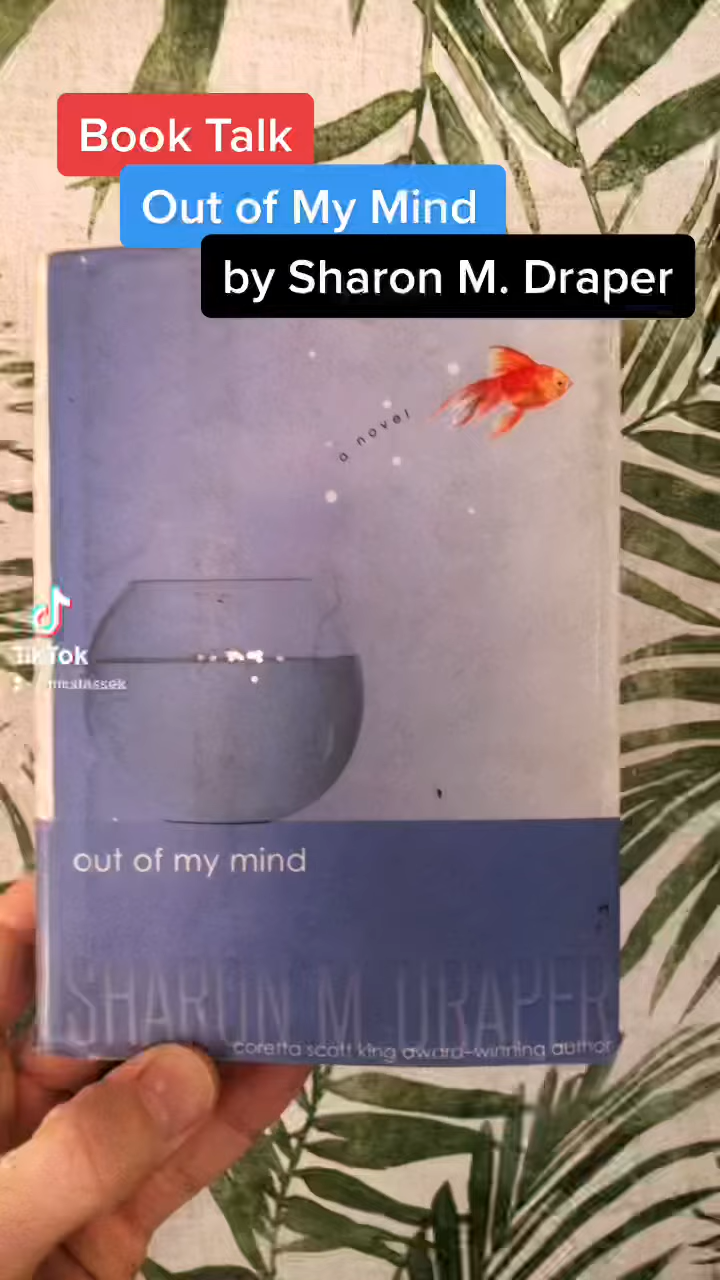 Book Talk
Out of My Mind
by Sharon M. Draper
a novel
TikTok
out of my mind
SHARON M. DRAPER
coretta scott king award-winning author